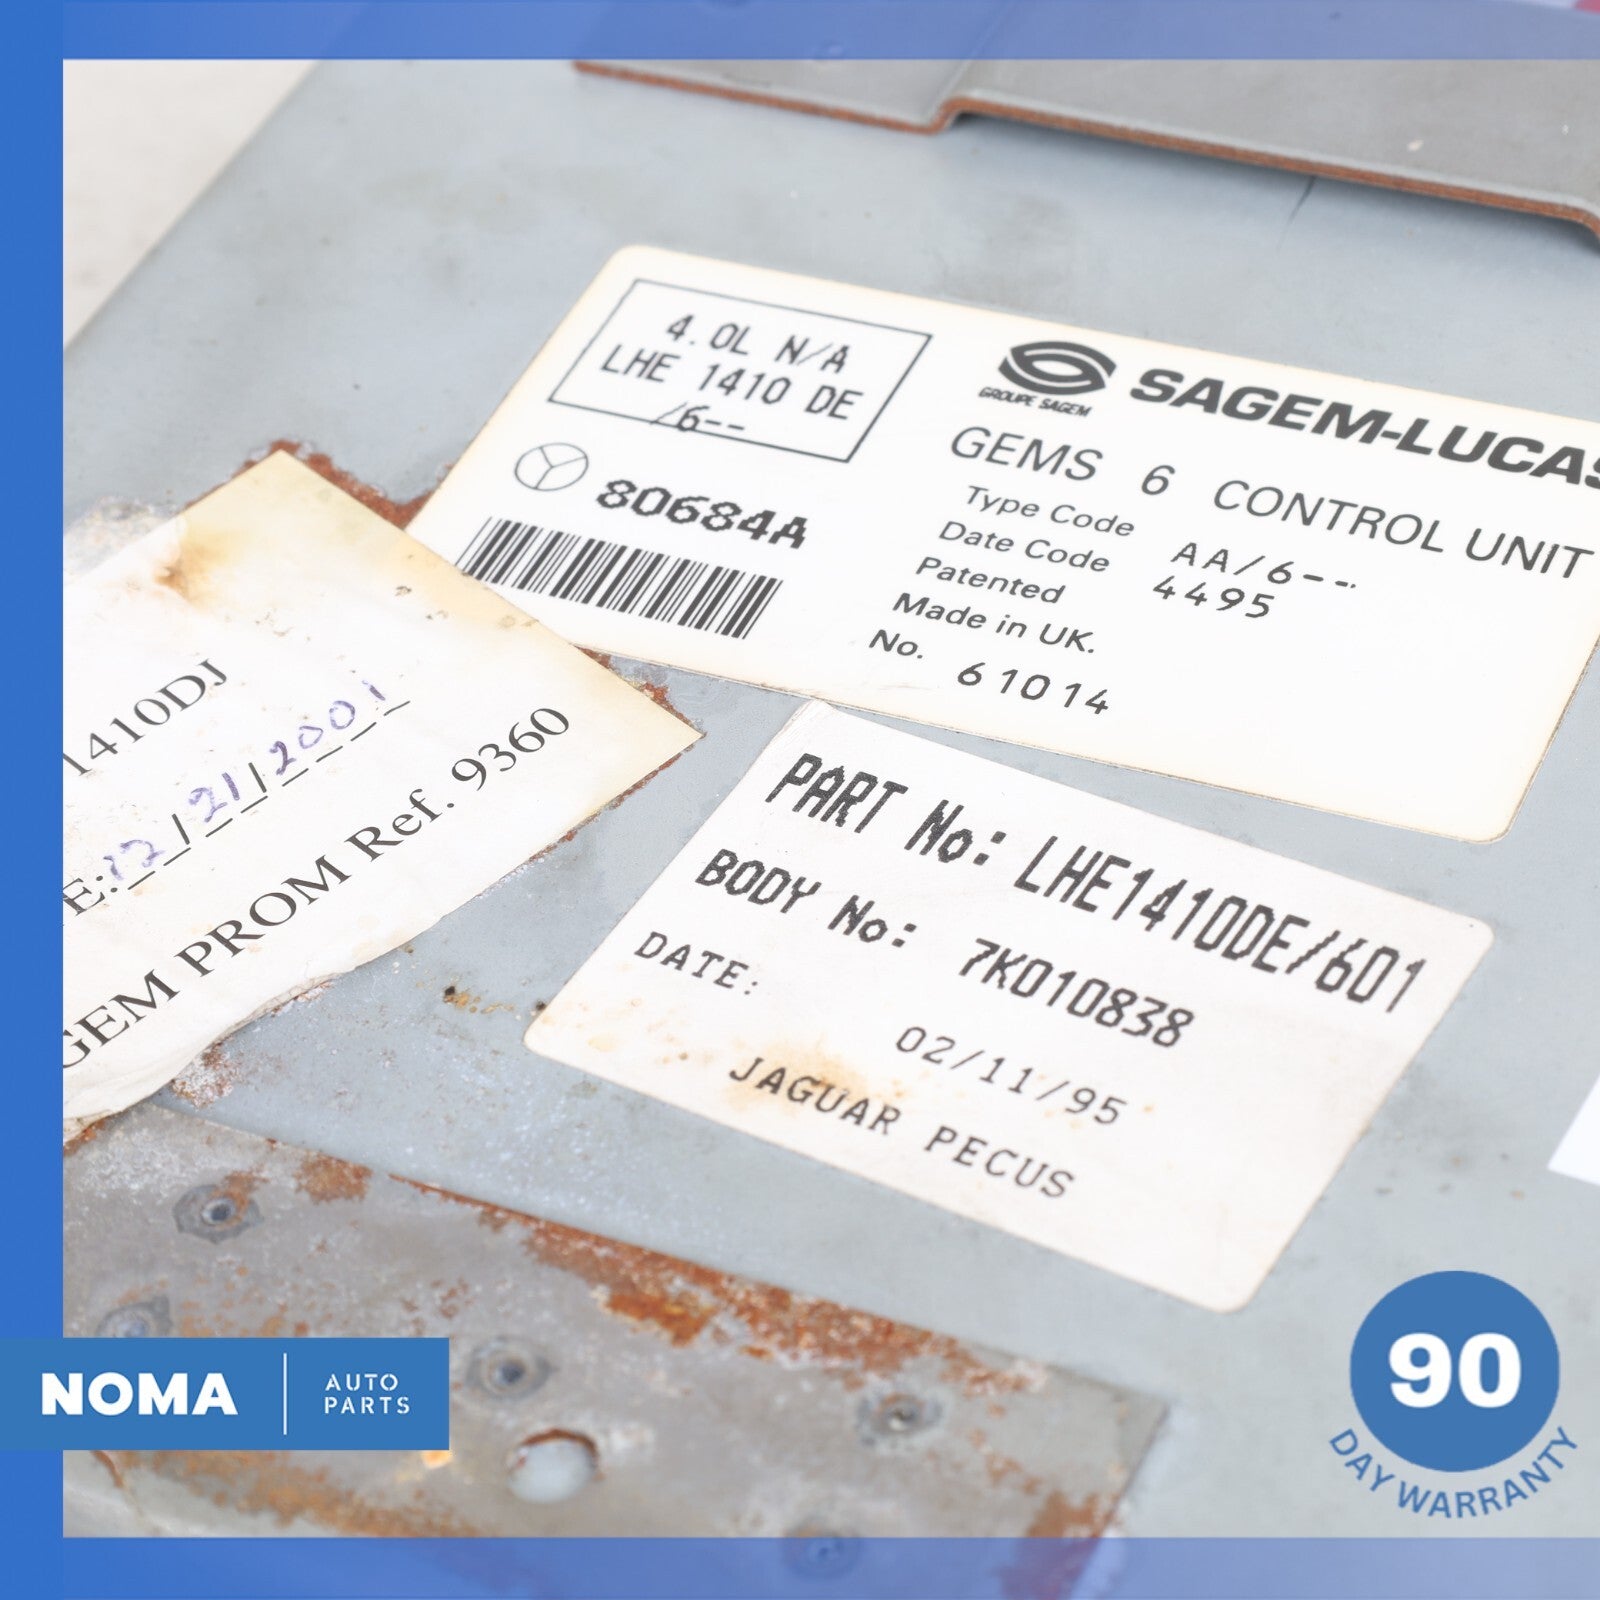 4.0L N/A
LHE 1410 DE
/6--
80684A
GROUPE SAGEM
SAGEM-LUCAS
GEMS 6 CONTROL UNIT
Type Code AA/6--
Date Code 4495
Patented
Made in UK.
No. 61014
1410DJ
E:12/21/2001
GEM PROM Ref. 9360
PART No: LHE1410DE/601
BODY No: 7K010838
DATE: 02/11/95
JAGUAR PECUS
NOMA
AUTO
PARTS
90
DAY WARRANTY